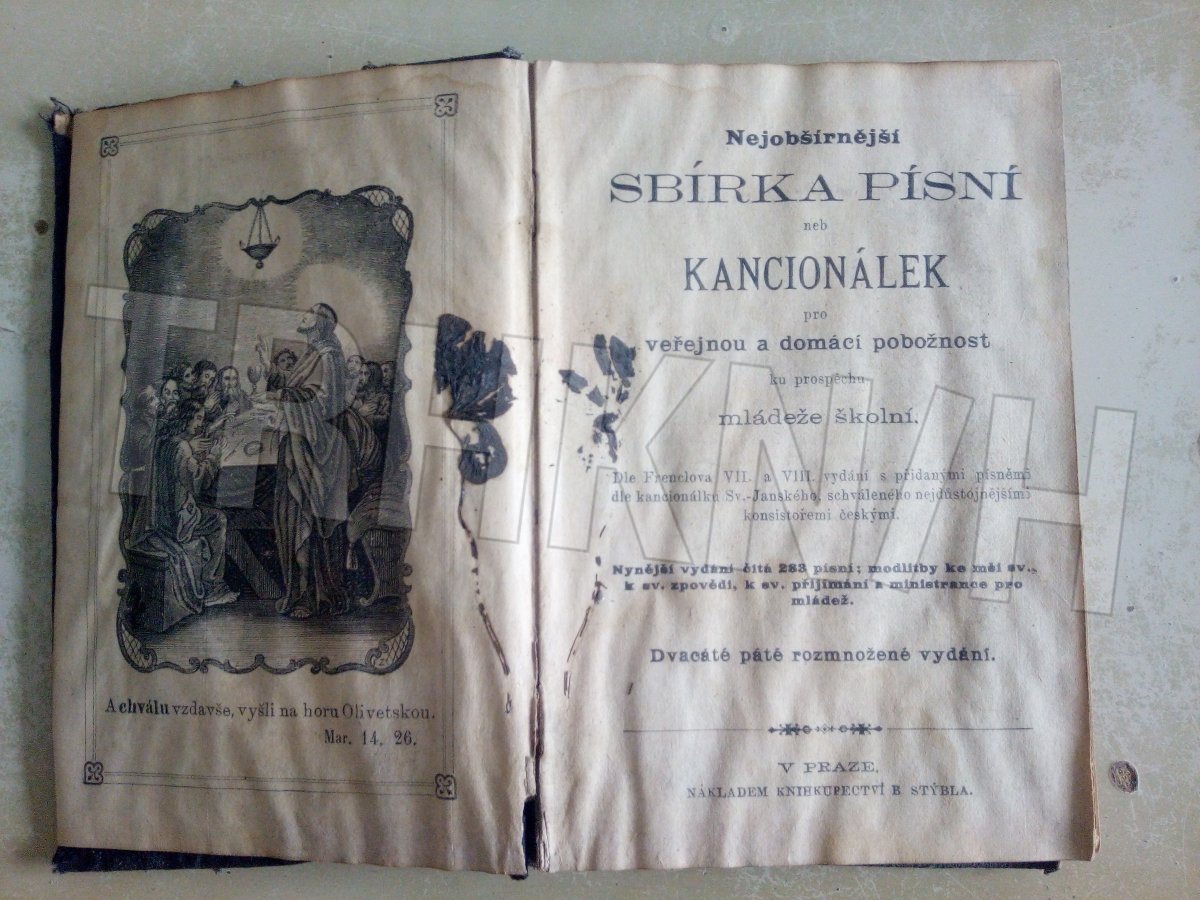 A chválu vzdavše, vyšli na horu Olivetskou.
Mar. 14. 26.
Nejobšírnější
SBÍRKA PÍSNÍ
neb
KANCIONÁLEK
pro
veřejnou a domácí pobožnost
ku prospěchu
mládeže školní.
Dle Frenclova VII. a VIII. vydání s přidanými písněmi
dle kancionálku Sv.-Janského, schváleného nejdůstojnějšími
konsistořemi českými.
Nynější vydání čítá 283 písní; modlitby ke mši sv.,
k sv. zpovědi, k sv. přijímání a ministrance pro
mládež.
Dvacáté páté rozmnožené vydání.
V PRAZE,
NÁKLADEM KNIHKUPECTVÍ B. STÝBLA.
TRHKNIH